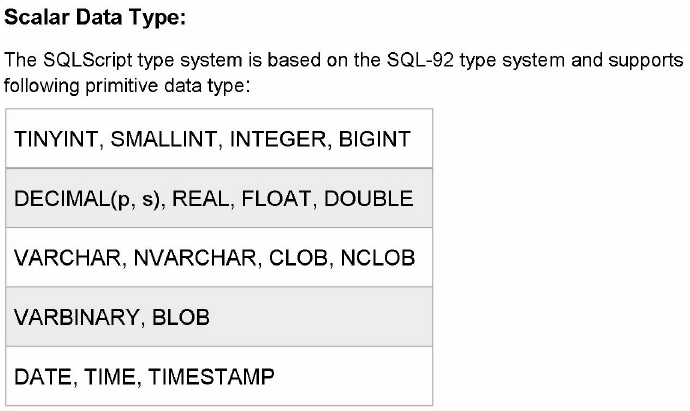 Scalar Data Type:
The SQLScript type system is based on the SQL-92 type system and supports
following primitive data type:
TINYINT, SMALLINT, INTEGER, BIGINT
DECIMAL(p, s), REAL, FLOAT, DOUBLE
VARCHAR, NVARCHAR, CLOB, NCLOB
VARBINARY, BLOB
DATE, TIME, TIMESTAMP